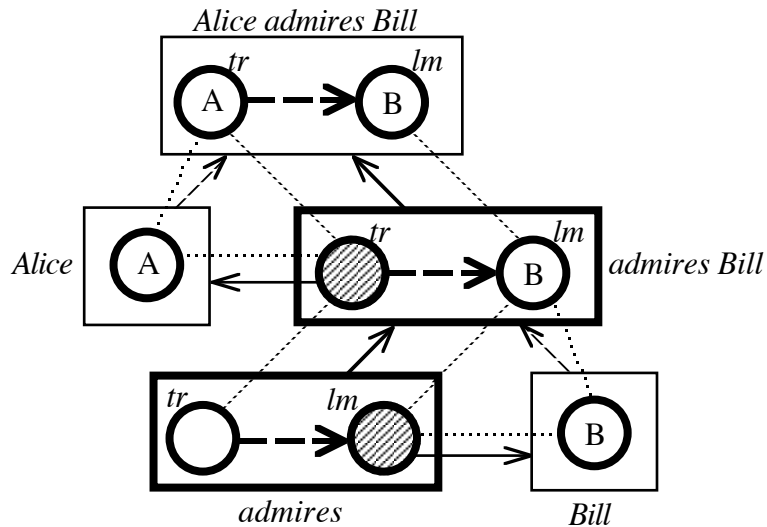 Alice admires Bill
tr
lm
A
B
Alice
A
tr
lm
B
admires Bill
tr
lm
B
admires
Bill